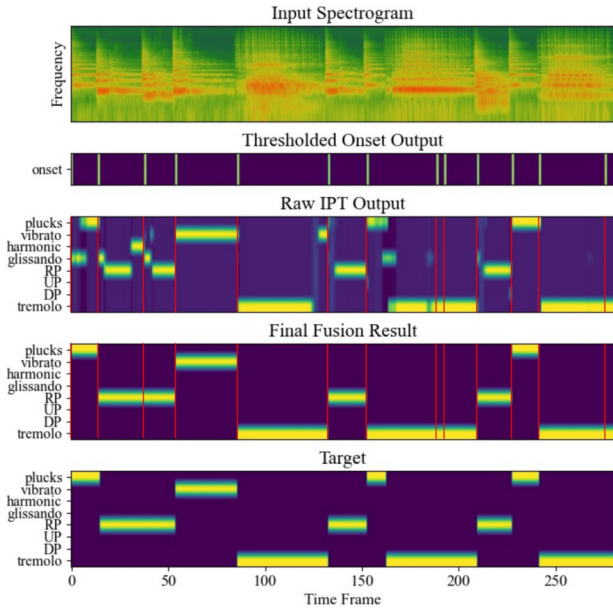 Input Spectrogram
Frequency
Thresholded Onset Output
onset
Raw IPT Output
plucks
vibrato
harmonic
glissando
RP
UP
DP
tremolo
Final Fusion Result
plucks
vibrato
harmonic
glissando
RP
UP
DP
tremolo
Target
plucks
vibrato
harmonic
glissando
RP
UP
DP
tremolo
0 50 100 150 200 250
Time Frame